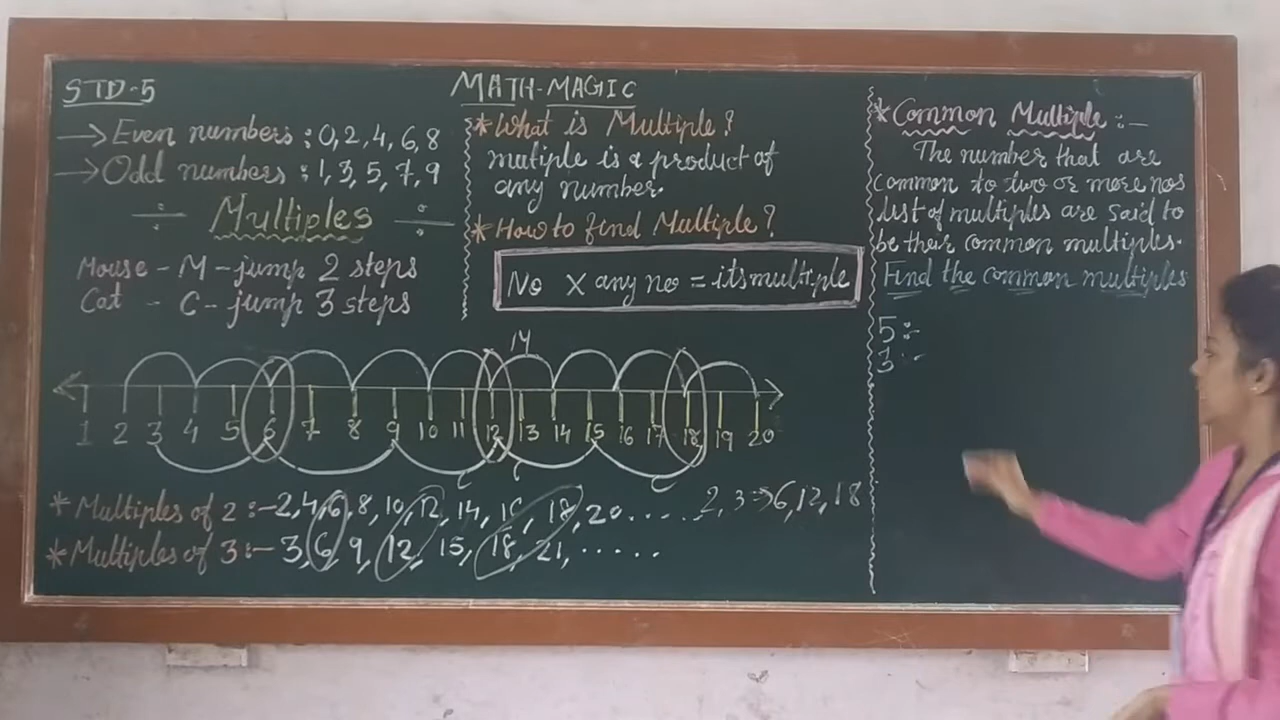 STD-5
MATH-MAGIC
→ Even numbers : 0, 2, 4, 6, 8
→ Odd numbers : 1, 3, 5, 7, 9
÷ Multiples ÷
Mouse - M - jump 2 steps
Cat - C - jump 3 steps
* What is Multiple?
mutiple is a product of
any number.
* How to find Multiple?
No X any no = its multiple
14
1 2 3 4 5 6 7 8 9 10 11 12 13 14 15 16 17 18 19 20
* Multiples of 2 :- 2, 4, 6, 8, 10, 12, 14, 16, 18, 20.....
2, 3 => 6, 12, 18
* Multiples of 3 :- 3, 6, 9, 12, 15, 18, 21, ......
* Common Multiple :-
The number that are
common to two or more nos
list of multiples are said to
be their common multiples.
Find the common multiples
5 :-
3 :-